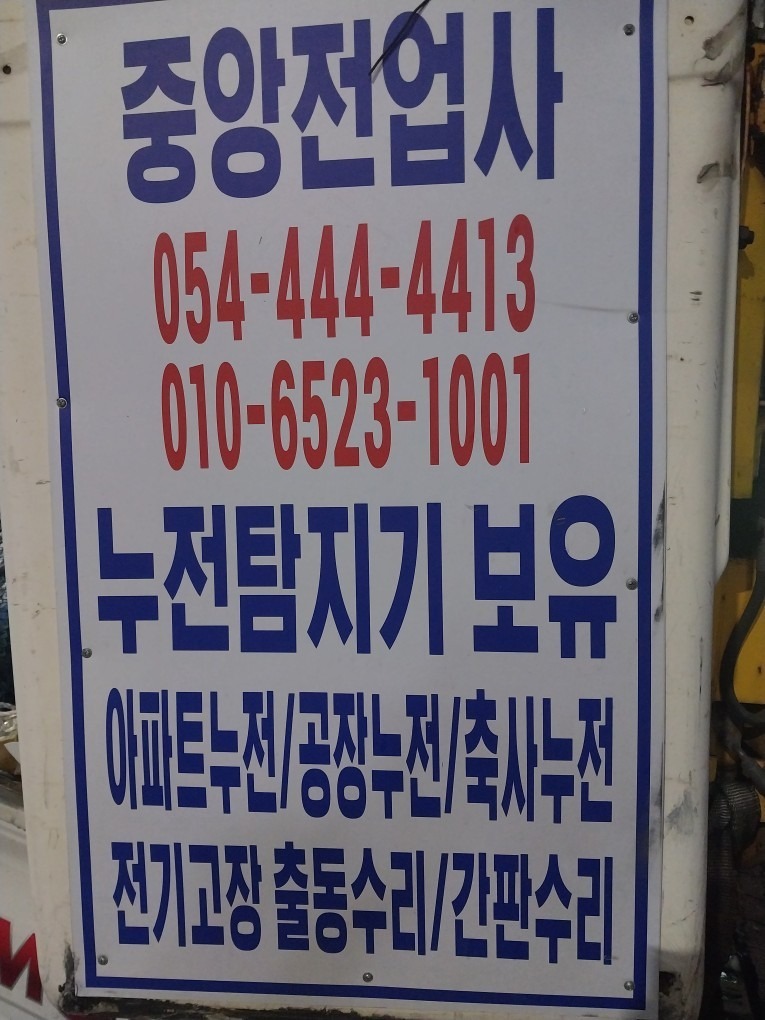 중앙전업사
054-444-4413
010-6523-1001
누전탐지기 보유
아파트누전/공장누전/축사누전
전기고장 출동수리/간판수리
M